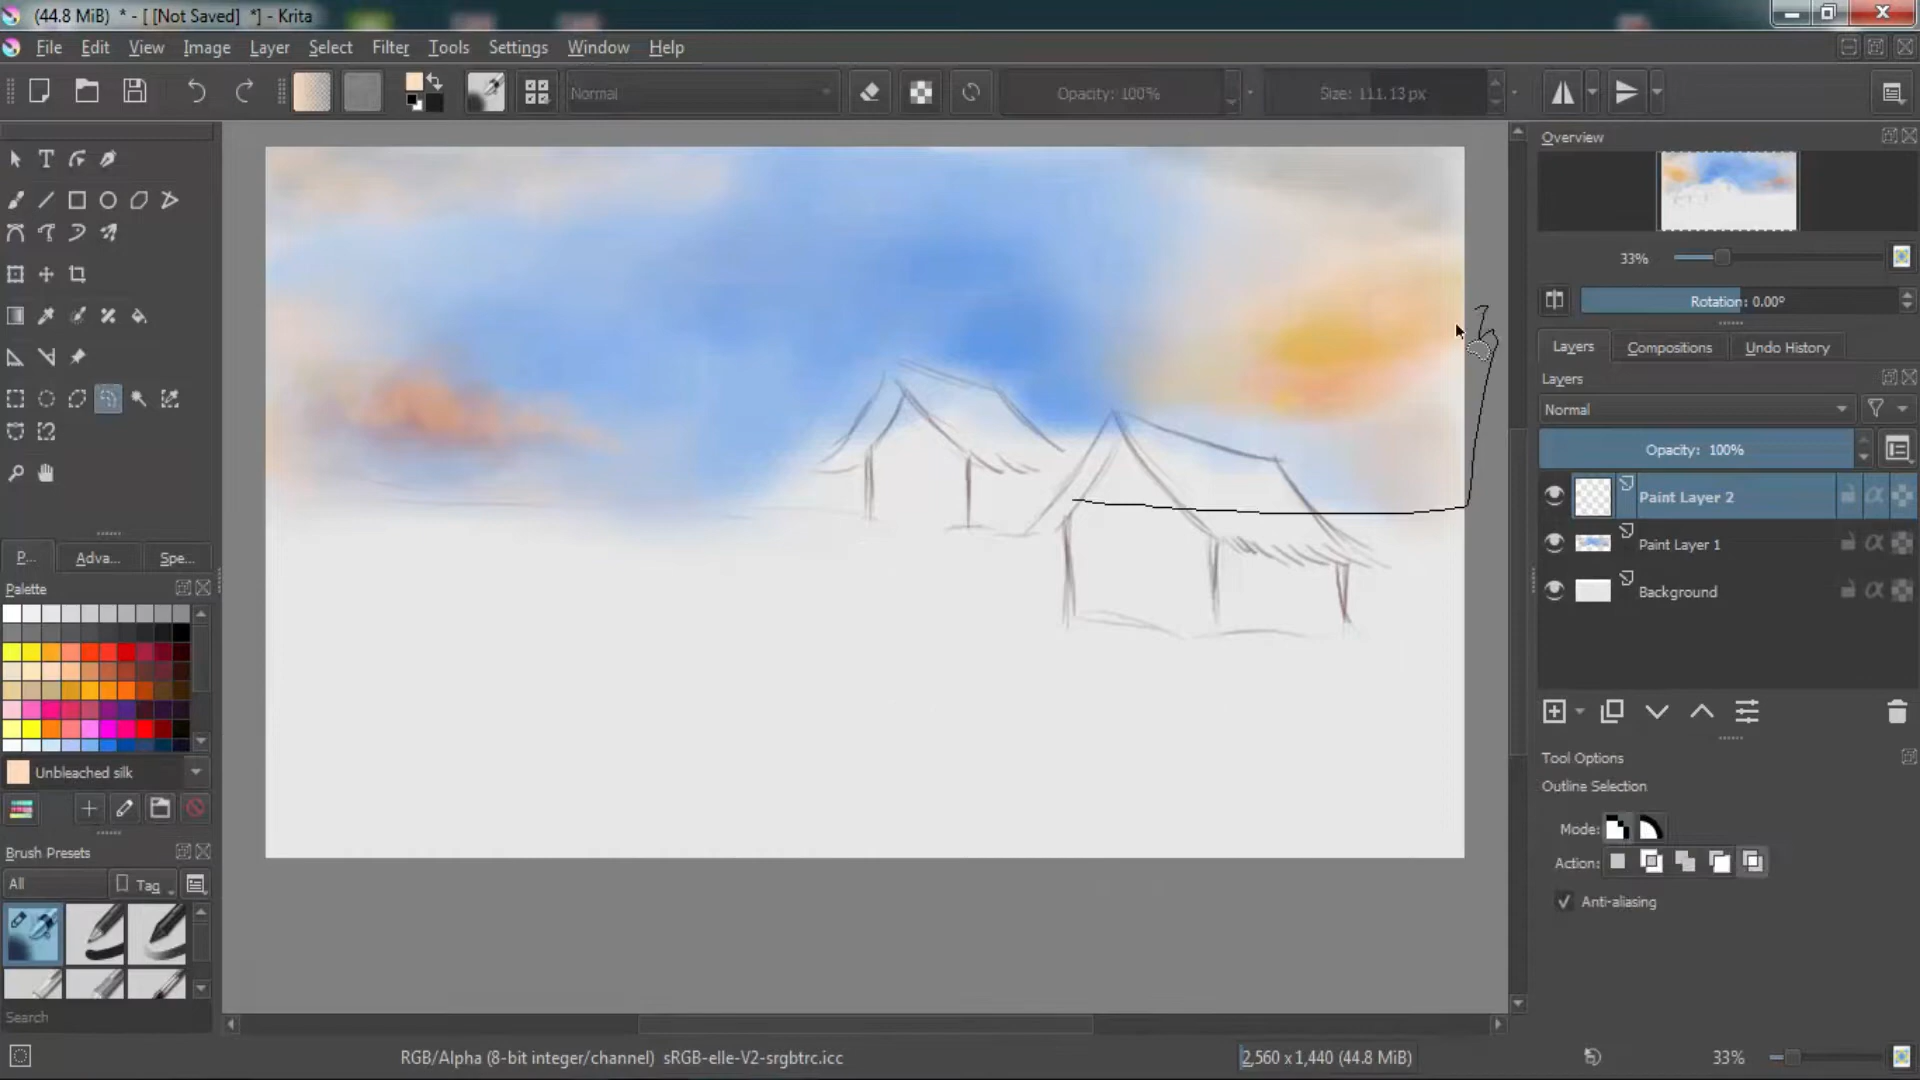 (44.8 MiB) * - [ [Not Saved] *] - Krita
File Edit View Image Layer Select Filter Tools Settings Window Help
Normal
Opacity: 100%
Size: 111.13 px
Overview
33%
Rotation: 0.00º
Layers Compositions Undo History
Layers
Normal
Opacity: 100%
Paint Layer 2
Paint Layer 1
Background
Tool Options
Outline Selection
Mode:
Action:
Anti-aliasing
P... Adva... Spe...
Palette
Unbleached silk
Brush Presets
All
Tag
Search
RGB/Alpha (8-bit integer/channel) sRGB-elle-V2-srgbtrc.icc
2,560 x 1,440 (44.8 MiB)
33%